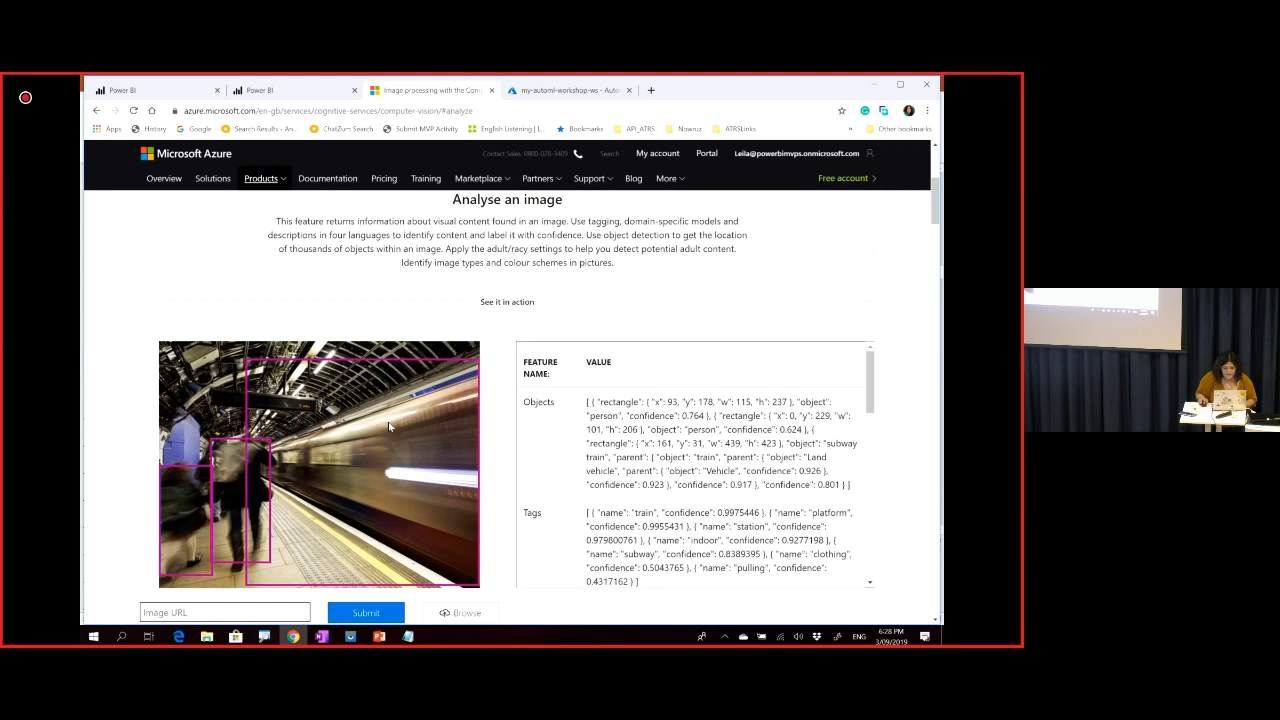 Power BI
Power BI
Image processing with the Com
my-automl-workshop-ws - Auto
azure.microsoft.com/en-gb/services/cognitive-services/computer-vision/#analyze
Apps
History
Google
Search Results - An...
ChatZum Search
Submit MVP Activity
English Listening | L...
Bookmarks
API_ATRS
Nowruz
ATRSLinks
»
Other bookmarks
Microsoft Azure
Contact Sales: 0800-028-3409
Search
My account
Portal
Leila@powerbimvps.onmicrosoft.com
Overview
Solutions
Products
Documentation
Pricing
Training
Marketplace
Partners
Support
Blog
More
Free account
Analyse an image
This feature returns information about visual content found in an image. Use tagging, domain-specific models and
descriptions in four languages to identify content and label it with confidence. Use object detection to get the location
of thousands of objects within an image. Apply the adult/racy settings to help you detect potential adult content.
Identify image types and colour schemes in pictures.
See it in action
FEATURE
NAME:
VALUE
Objects
[ { "rectangle": { "x": 93, "y": 178, "w": 115, "h": 237 }, "object":
"person", "confidence": 0.764 }, { "rectangle": { "x": 0, "y": 229, "w":
101, "h": 206 }, "object": "person", "confidence": 0.624 }, {
"rectangle": { "x": 161, "y": 31, "w": 439, "h": 423 }, "object": "subway
train", "parent": { "object": "train", "parent": { "object": "Land
vehicle", "parent": { "object": "Vehicle", "confidence": 0.926 },
"confidence": 0.923 }, "confidence": 0.917 }, "confidence": 0.801 } ]
Tags
[ { "name": "train", "confidence": 0.9975446 }, { "name": "platform",
"confidence": 0.9955431 }, { "name": "station", "confidence":
0.979800761 }, { "name": "indoor", "confidence": 0.9277198 }, {
"name": "subway", "confidence": 0.8389395 }, { "name": "clothing",
"confidence": 0.5043765 }, { "name": "pulling", "confidence":
0.4317162 } ]
Image URL
Submit
Browse
ENG
6:28 PM
3/09/2019